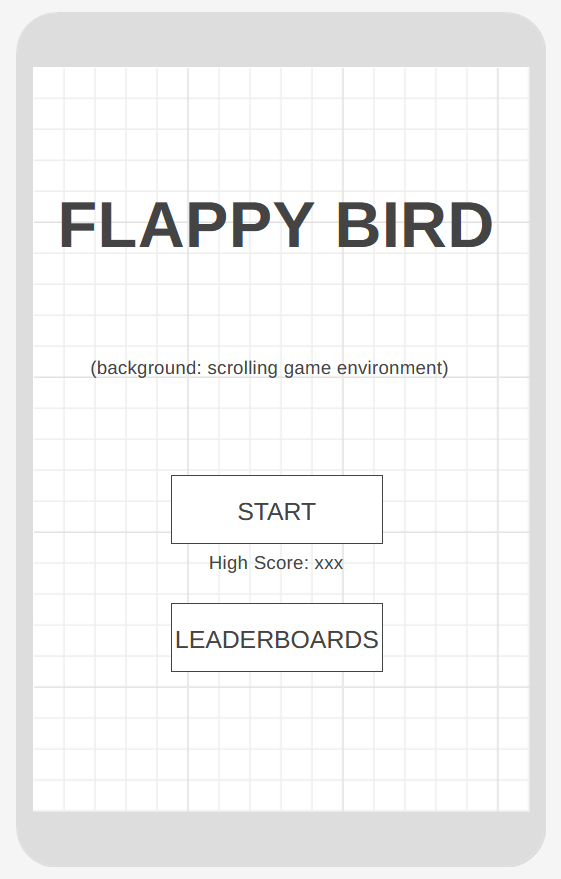 FLAPPY BIRD
(background: scrolling game environment)
START
High Score: xxx
LEADERBOARDS